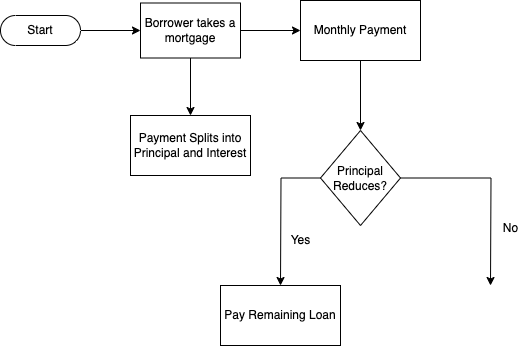 Start
Borrower takes a
mortgage
Monthly Payment
Payment Splits into
Principal and Interest
Principal
Reduces?
Yes
No
Pay Remaining Loan